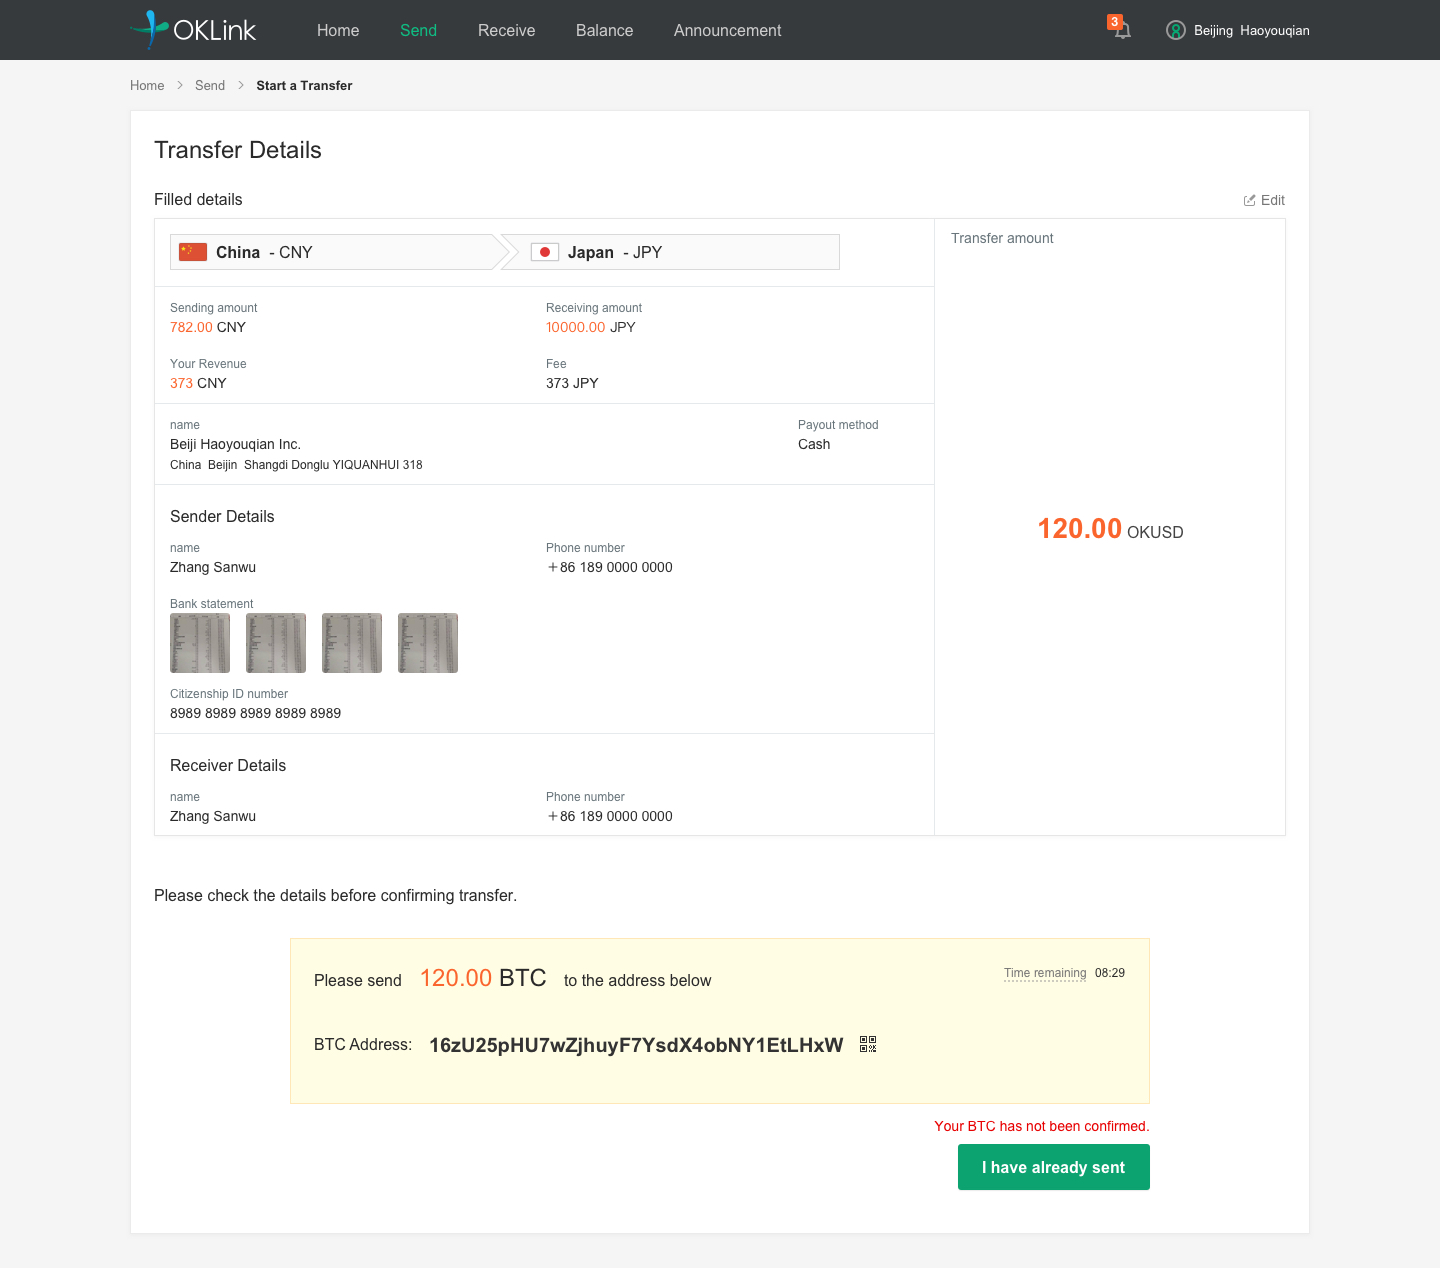 OKLink Home Send Receive Balance Announcement 3 Beijing Haoyouqian
Home Send Start a Transfer
Transfer Details
Filled details Edit
China - CNY Japan - JPY
Transfer amount
Sending amount Receiving amount
782.00 CNY 10000.00 JPY
Your Revenue Fee
373 CNY 373 JPY
name Payout method
Beiji Haoyouqian Inc. Cash
China Beijin Shangdi Donglu YIQUANHUI 318
Sender Details
120.00 OKUSD
name Phone number
Zhang Sanwu +86 189 0000 0000
Bank statement
Citizenship ID number
8989 8989 8989 8989 8989
Receiver Details
name Phone number
Zhang Sanwu +86 189 0000 0000
Please check the details before confirming transfer.
Please send 120.00 BTC to the address below Time remaining 08:29
BTC Address: 16zU25pHU7wZjhuyF7YsdX4obNY1EtLHxW
Your BTC has not been confirmed.
I have already sent